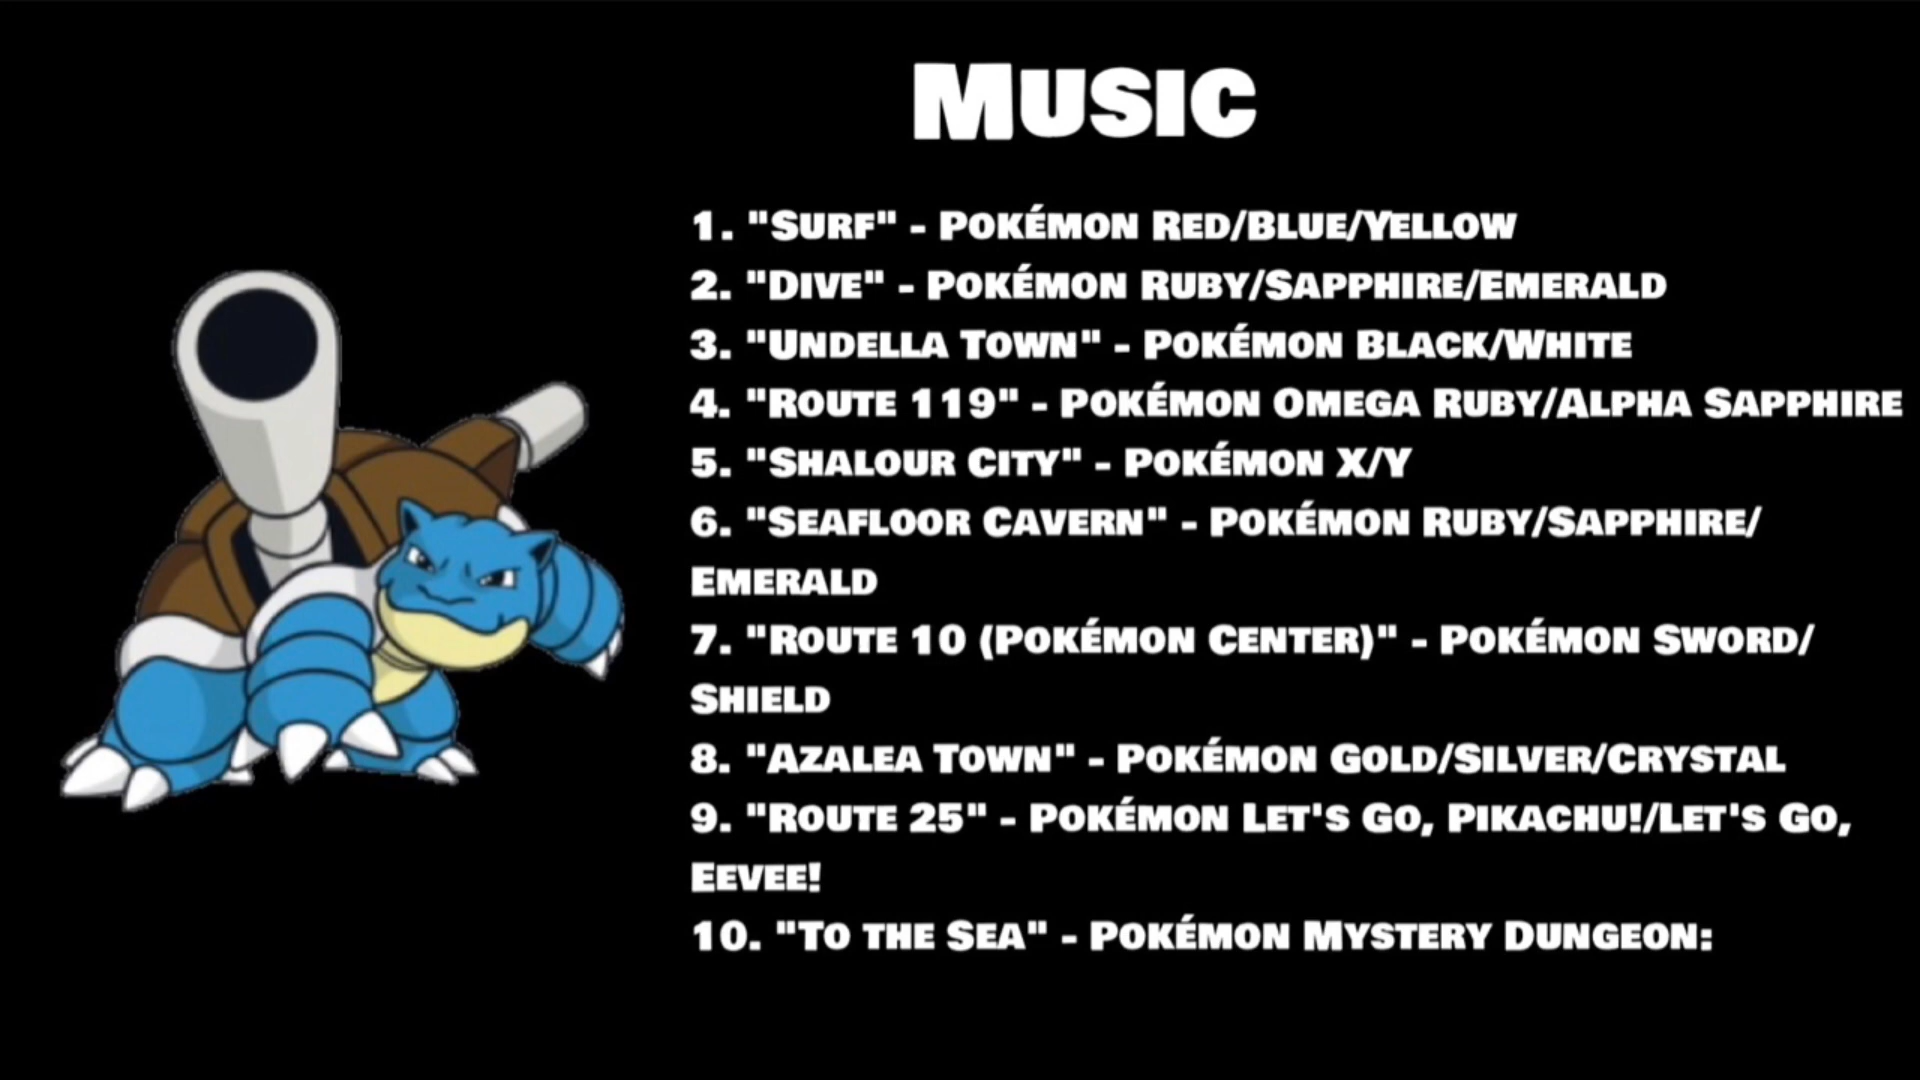 Music
1. "Surf" - Pokémon Red/Blue/Yellow
2. "Dive" - Pokémon Ruby/Sapphire/Emerald
3. "Undella Town" - Pokémon Black/White
4. "Route 119" - Pokémon Omega Ruby/Alpha Sapphire
5. "Shalour City" - Pokémon X/Y
6. "Seafloor Cavern" - Pokémon Ruby/Sapphire/
Emerald
7. "Route 10 (Pokémon Center)" - Pokémon Sword/
Shield
8. "Azalea Town" - Pokémon Gold/Silver/Crystal
9. "Route 25" - Pokémon Let's Go, Pikachu!/Let's Go,
Eevee!
10. "To the Sea" - Pokémon Mystery Dungeon: